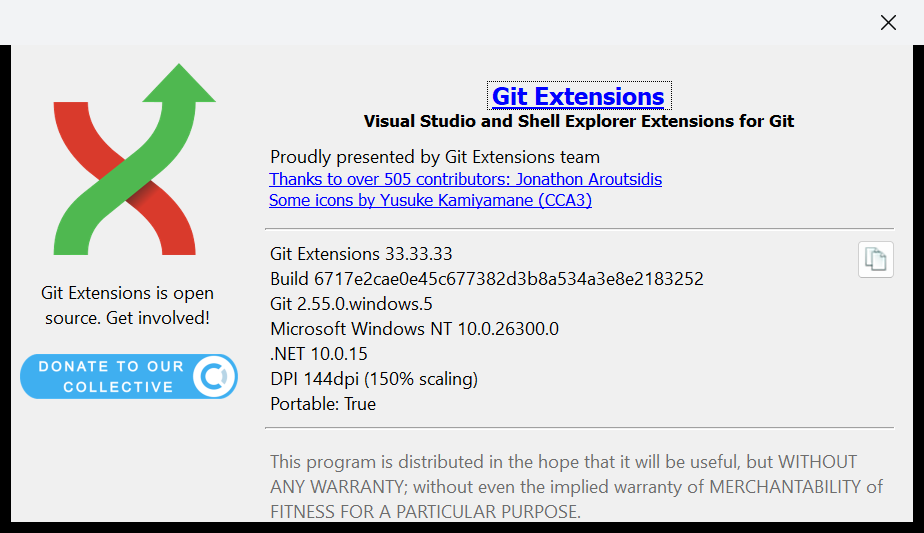 Git Extensions
Visual Studio and Shell Explorer Extensions for Git
Proudly presented by Git Extensions team
Thanks to over 505 contributors: Jonathon Aroutsidis
Some icons by Yusuke Kamiyamane (CCA3)
Git Extensions 33.33.33
Build 6717e2cae0e45c677382d3b8a534a3e8e2183252
Git 2.55.0.windows.5
Microsoft Windows NT 10.0.26300.0
.NET 10.0.15
DPI 144dpi (150% scaling)
Portable: True
Git Extensions is open
source. Get involved!
DONATE TO OUR
COLLECTIVE
This program is distributed in the hope that it will be useful, but WITHOUT
ANY WARRANTY; without even the implied warranty of MERCHANTABILITY of
FITNESS FOR A PARTICULAR PURPOSE.